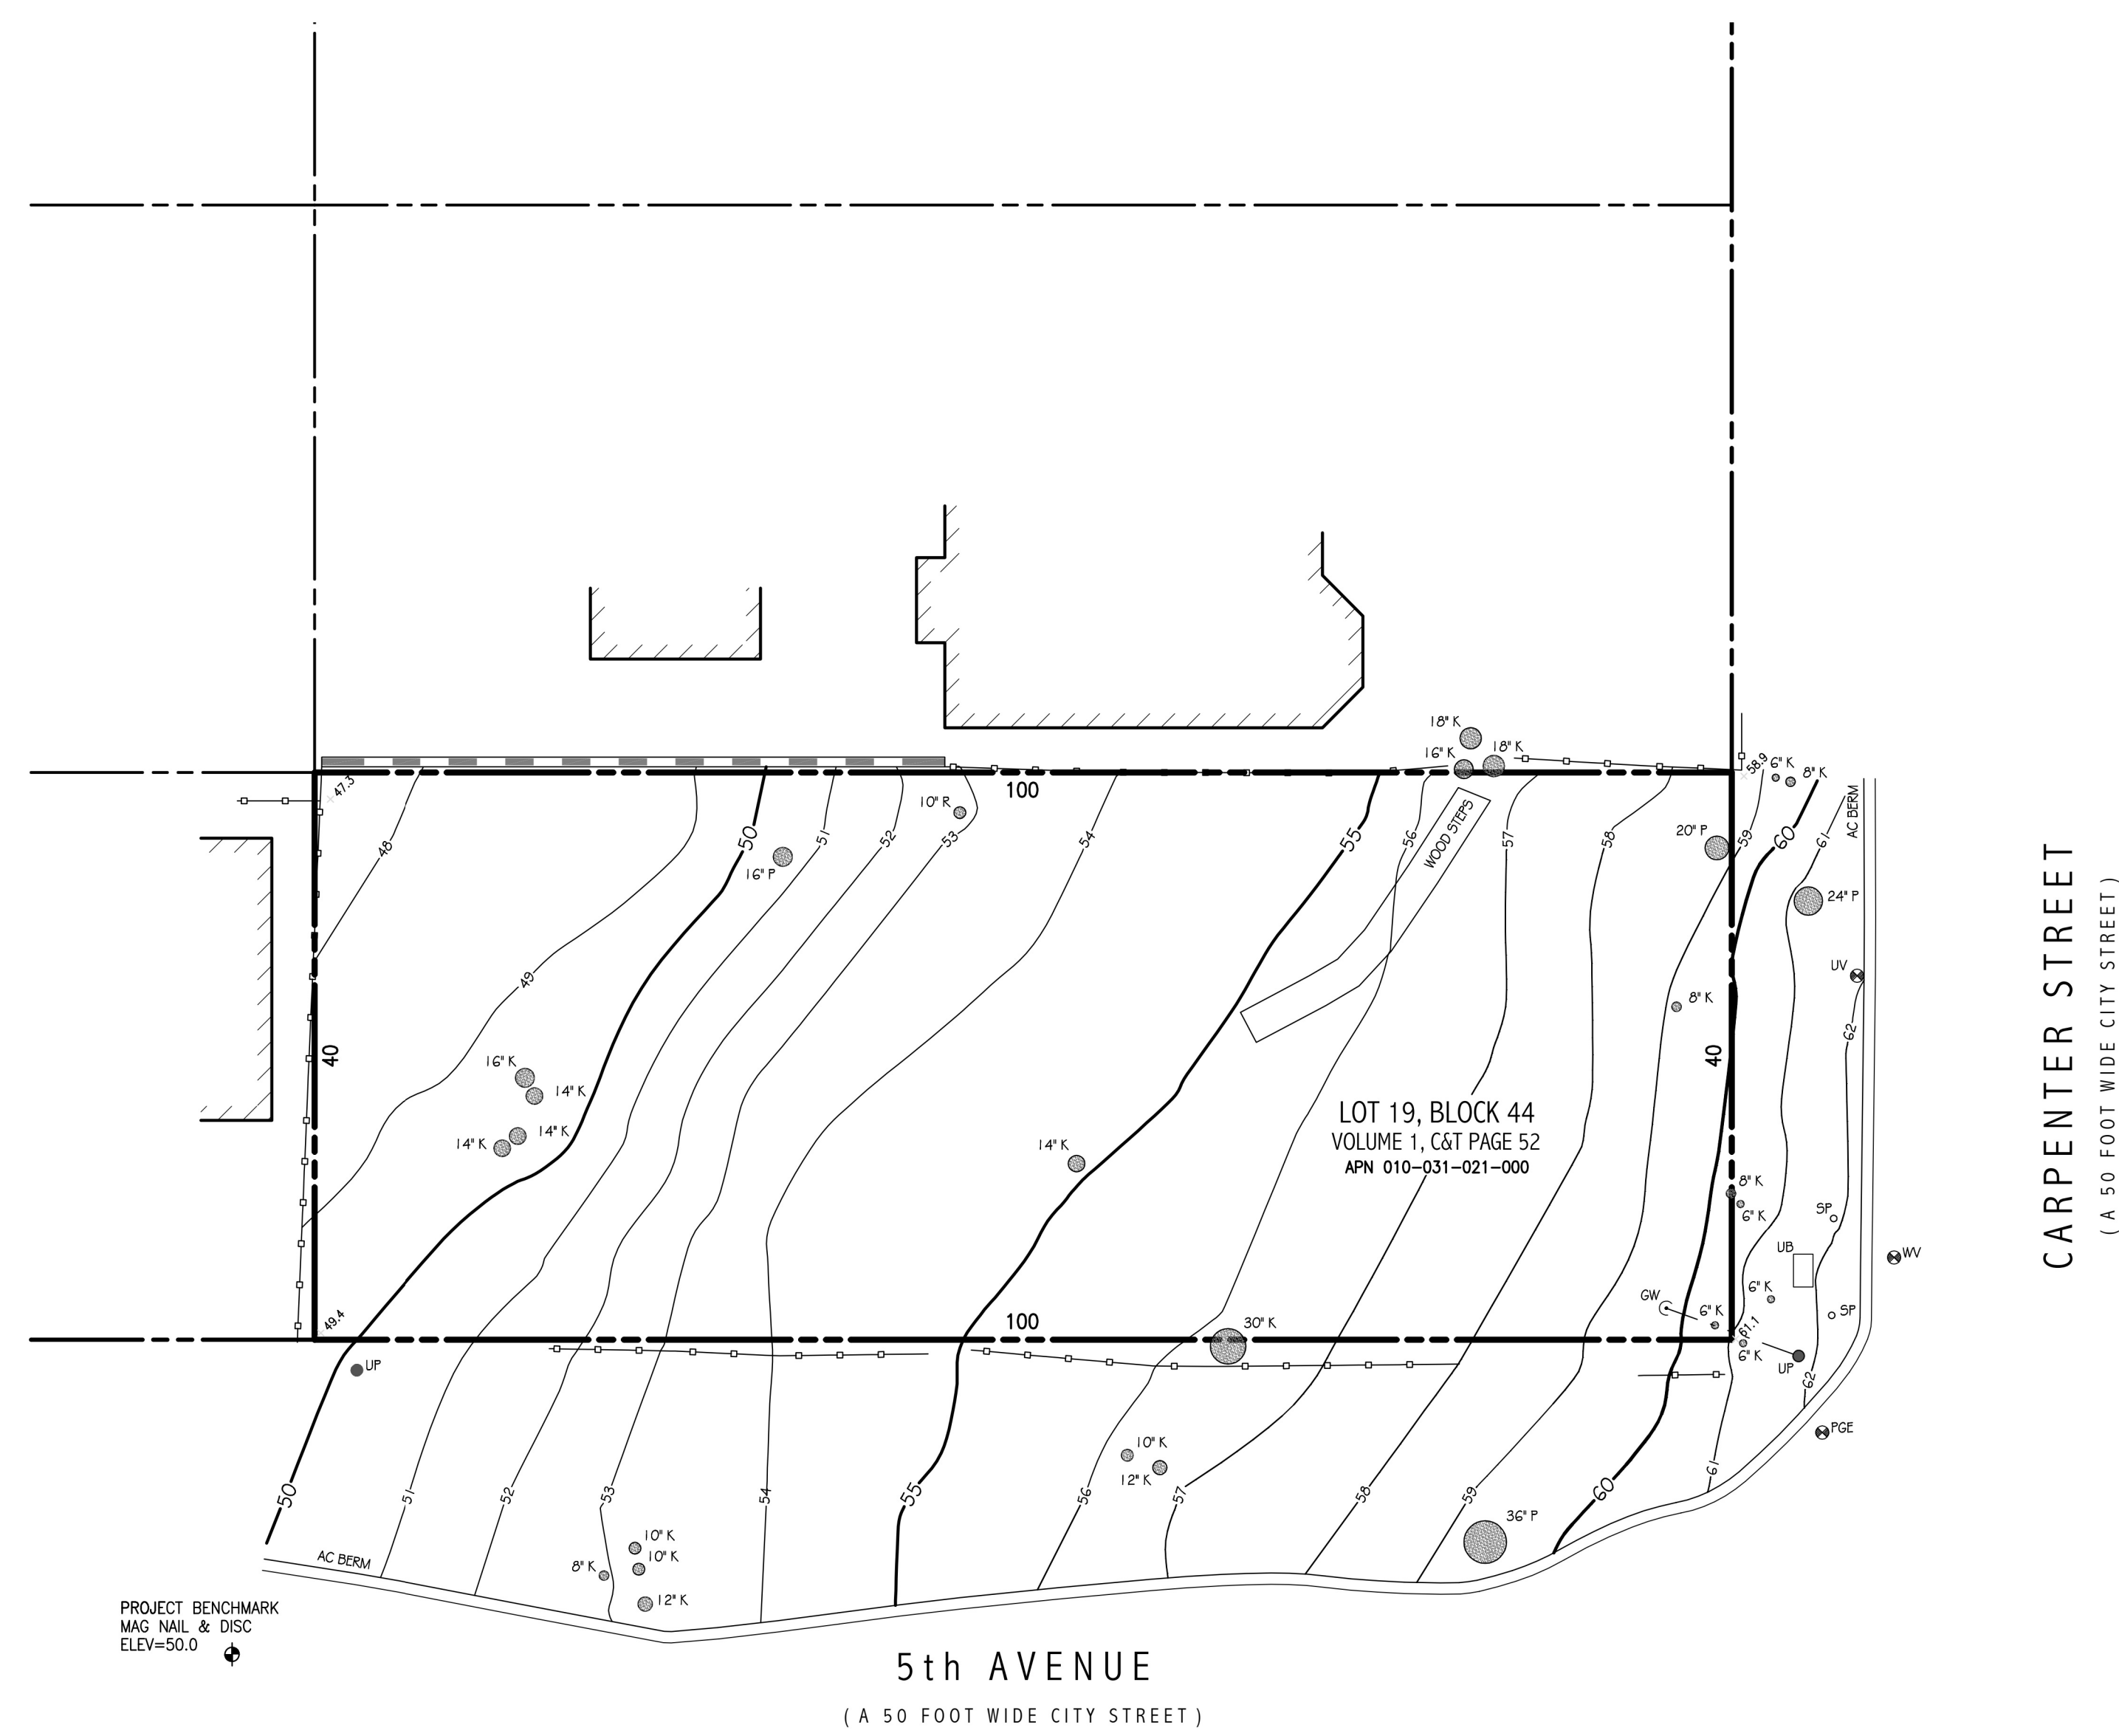 18" K
16" K
18" K
58.9
6" K
8" K
47.3
100
10" R
AC BERM
48
50
51
52
53
54
55
56
WOOD STEPS
57
58
20" P
59
60
61
16" P
24" P
49
UV
8" K
62
40
16" K
14" K
14" K
14" K
40
CARPENTER STREET
( A 50 FOOT WIDE CITY STREET )
LOT 19, BLOCK 44
VOLUME 1, C&T PAGE 52
APN 010-031-021-000
14" K
8" K
6" K
SP
UB
WV
6" K
GW
6" K
SP
49.4
100
30" K
61.1
6" K
UP
UP
62
PGE
10" K
12" K
61
50
51
52
53
54
55
56
57
58
59
60
36" P
10" K
10" K
8" K
12" K
AC BERM
PROJECT BENCHMARK
MAG NAIL & DISC
ELEV=50.0
5th AVENUE
( A 50 FOOT WIDE CITY STREET )